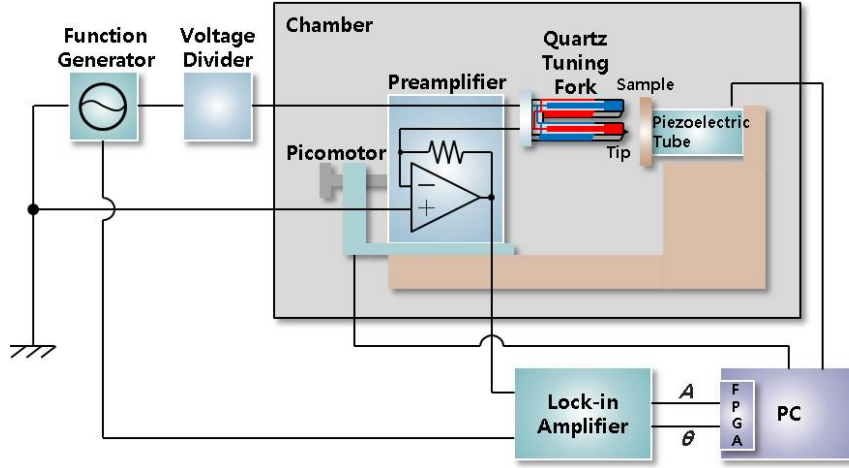 Function
Generator
Voltage
Divider
Chamber
Preamplifier
Quartz
Tuning
Fork
Sample
Piezoelectric
Tube
Tip
Picomotor
−
+
Lock-in
Amplifier
A
θ
F
P
G
A
PC